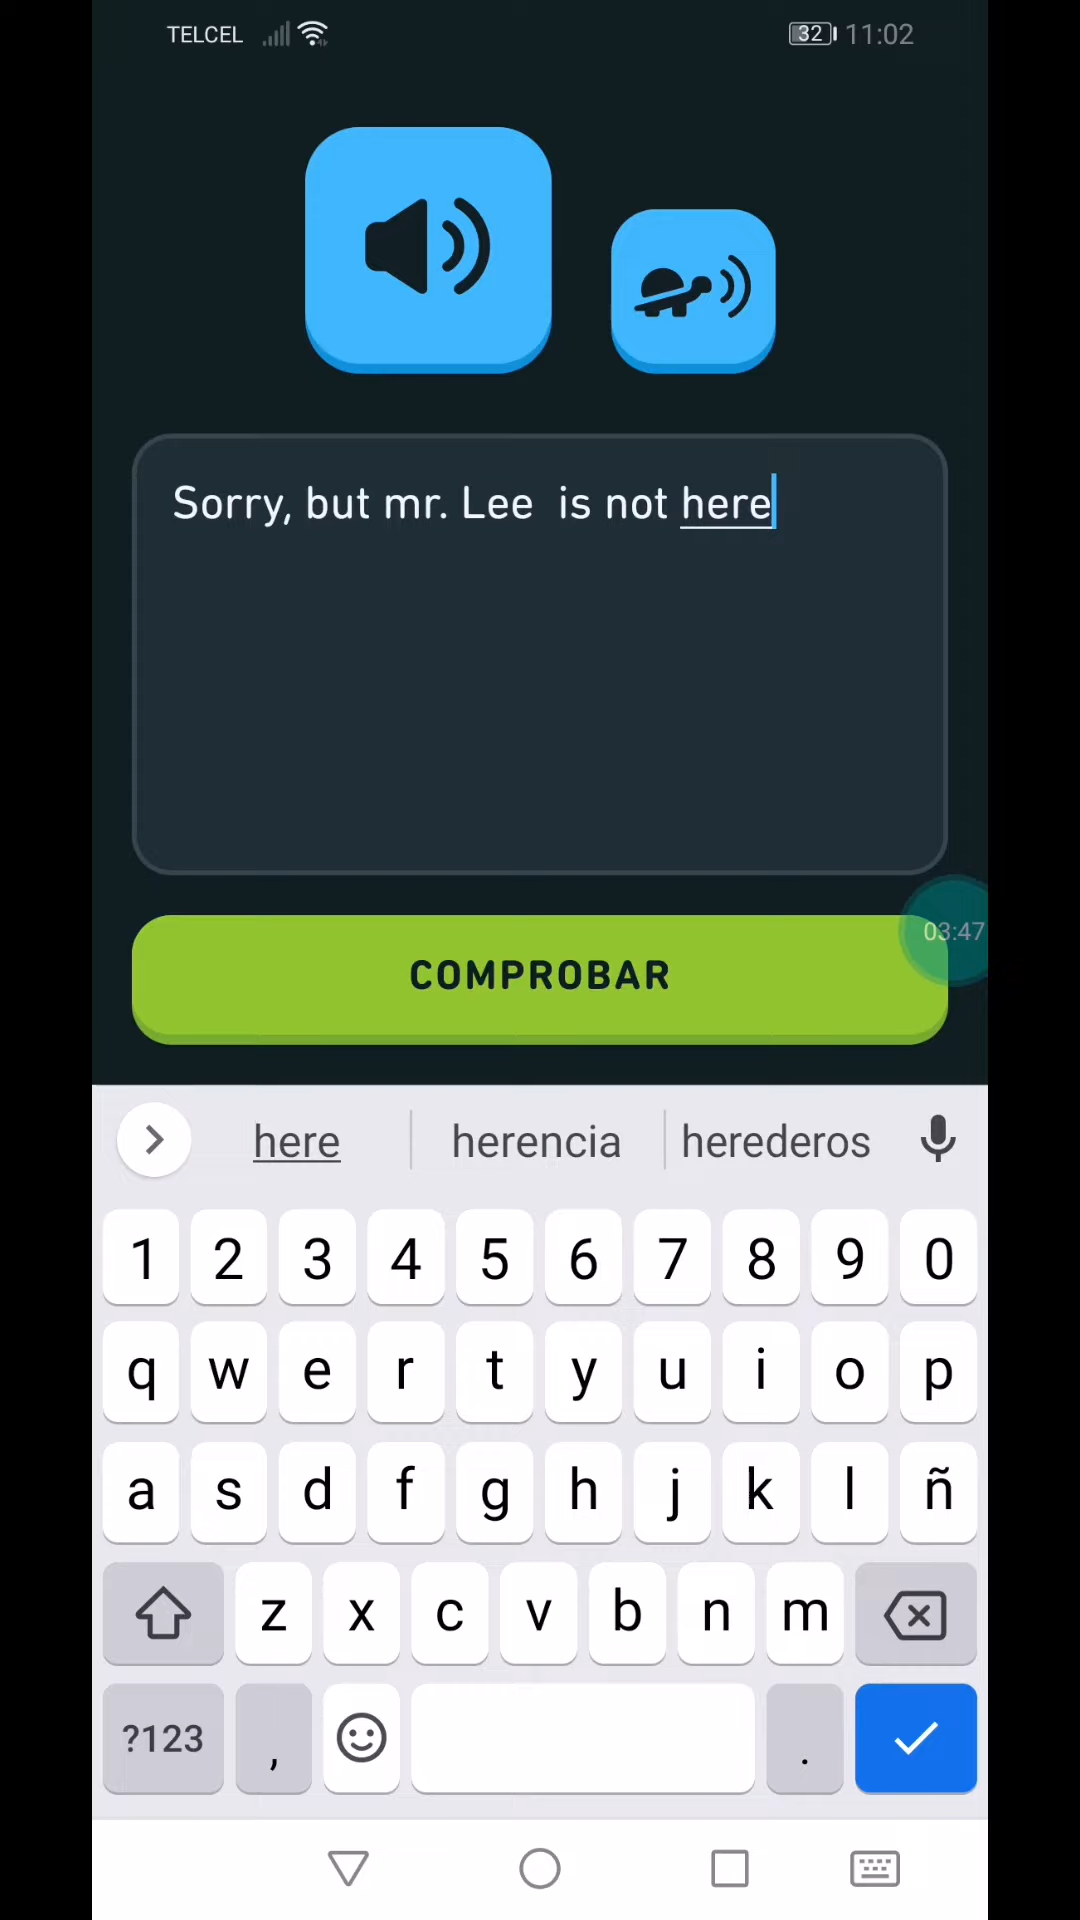 TELCEL 32 11:02
Sorry, but mr. Lee  is not here
03:47
COMPROBAR
here herencia herederos
1 2 3 4 5 6 7 8 9 0
q w e r t y u i o p
a s d f g h j k l ñ
z x c v b n m
?123 , .